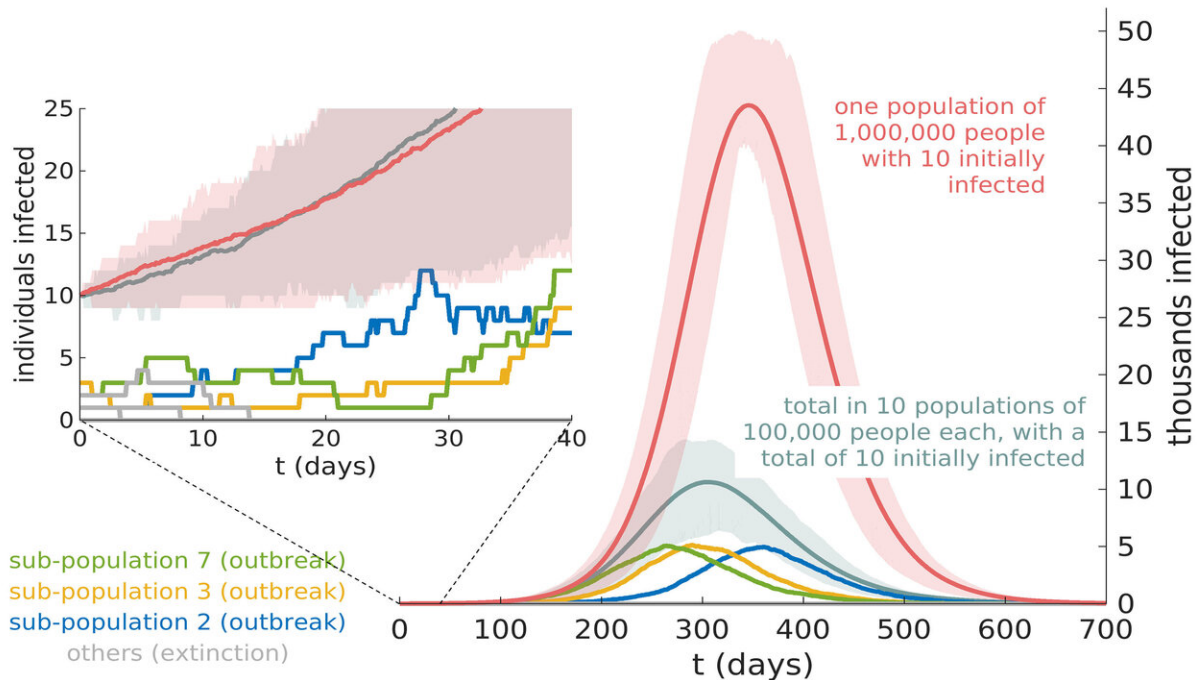 50
45
40
35
30
25
20
15
10
5
0
thousands infected
one population of
1,000,000 people
with 10 initially
infected
total in 10 populations of
100,000 people each, with a
total of 10 initially infected
0 100 200 300 400 500 600 700
t (days)
25
20
15
10
5
0
individuals infected
0 10 20 30 40
t (days)
sub-population 7 (outbreak)
sub-population 3 (outbreak)
sub-population 2 (outbreak)
others (extinction)